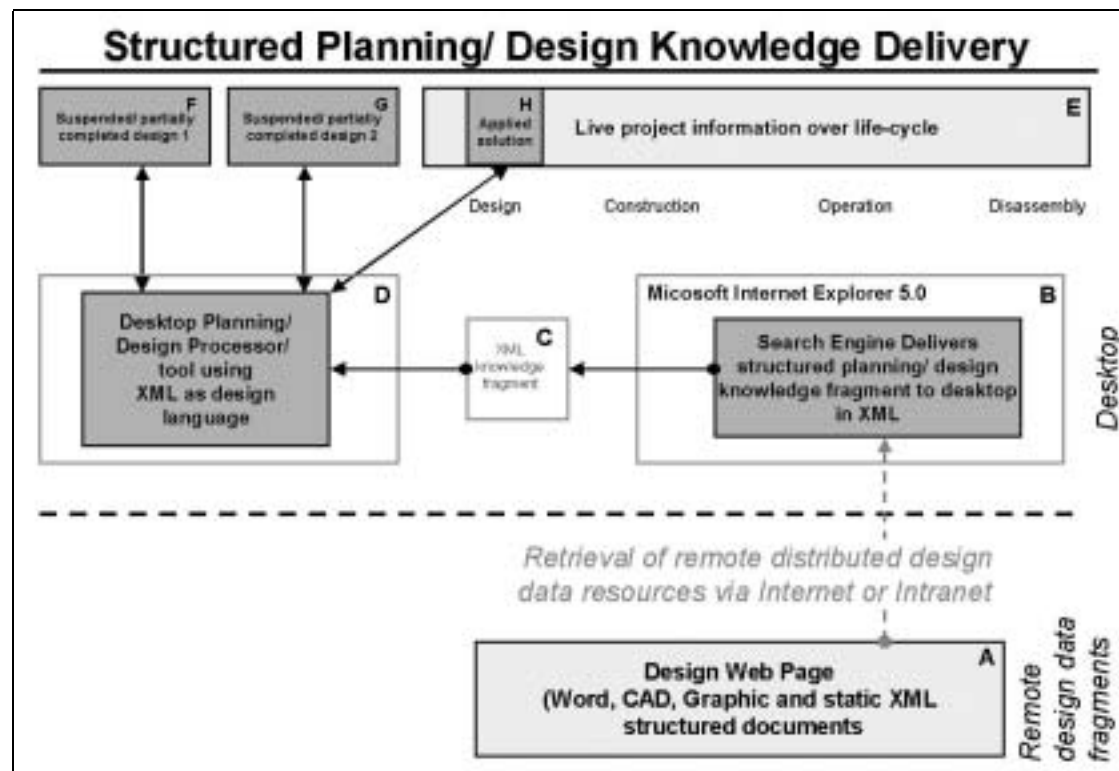 Structured Planning/ Design Knowledge Delivery
F
Suspended/ partially
completed design 1
G
Suspended/ partially
completed design 2
H
Applied
solution
E
Live project information over life-cycle
Design
Construction
Operation
Disassembly
D
Desktop Planning/
Design Processor/
tool using
XML as design
language
C
XML
knowledge
fragment
Micosoft Internet Explorer 5.0
B
Search Engine Delivers
structured planning/ design
knowledge fragment to desktop
in XML
Desktop
Retrieval of remote distributed design
data resources via Internet or Intranet
A
Design Web Page
(Word, CAD, Graphic and static XML
structured documents
Remote
design data
fragments